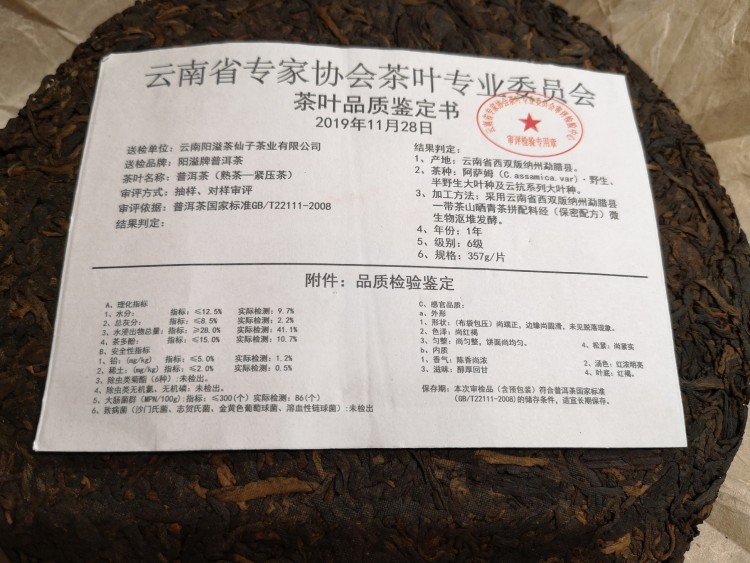 云南省专家协会茶叶专业委员会
茶叶品质鉴定书
2019年11月28日
送检单位：云南阳溢茶仙子茶业有限公司
送检品牌：阳溢牌普洱茶
茶叶名称：普洱茶（熟茶—紧压茶）
审评方式：抽样、对样审评
审评依据：普洱茶国家标准GB/T22111-2008
结果判定：
结果判定：
1、产地：云南省西双版纳州勐腊县。
2、茶种：阿萨姆（C.assamica.var）·野生、
半野生大叶种及云抗系列大叶种。
3、加工方法：采用云南省西双版纳州勐腊县
一带茶山晒青茶拼配料经（保密配方）微
生物沤堆发酵。
4、年份：1年
5、级别：6级
6、规格：357g/片
审评检验专用章
附件：品质检验鉴定
A、理化指标
1、水分： 指标：≤12.5% 实际检测：9.7%
2、总灰分： 指标：≤8.5% 实际检测：2.2%
3、水浸出物总量：指标：≥28.0% 实际检测：41.1%
4、茶多酚： 指标：≤15.0% 实际检测：10.7%
B、安全性指标
1、铅：(mg/kg) 指标：≤5.0% 实际检测：1.2%
2、稀土：(mg/kg) 指标：≤2.0% 实际检测：0.5%
3、除虫类菊酯（6种）:未检出。
4、除虫类无机氯、无机磷：未检出。
5、大肠菌群（MPN/100g):指标：≤300(个）实际检测：86(个）
6、致病菌（沙门氏菌、志贺氏菌、金黄色葡萄球菌、溶血性链球菌）:未检出
C、感官品质：
a、外形
1、形状：（布袋包压）尚端正，边缘尚圆滑，未见脱落现象。
2、色泽：尚红褐
3、匀整：尚匀整，饼面尚均匀。 4、松紧：尚紧实
b、内质
1、香气：陈香尚浓 2、汤色：红浓明亮
3、滋味：醇厚回甘 4、叶底：红褐。
保存期：本次审检品（含预包装）符合普洱茶国家标准
（GB/T22111-2008)的储存条件，适宜长期保存。